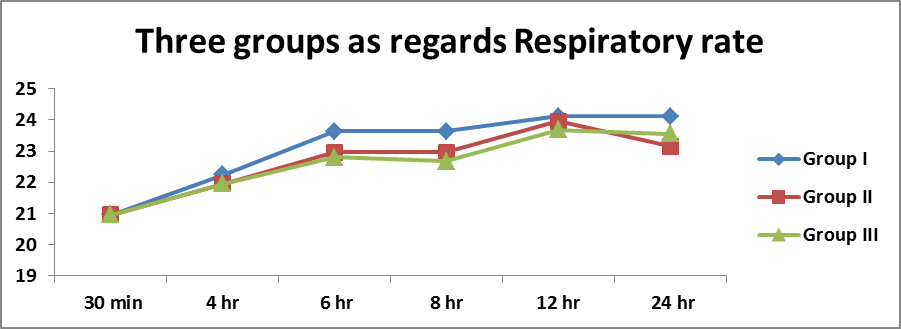 Three groups as regards Respiratory rate
25
24
23
22
21
20
19
30 min
4 hr
6 hr
8 hr
12 hr
24 hr
Group I
Group II
Group III